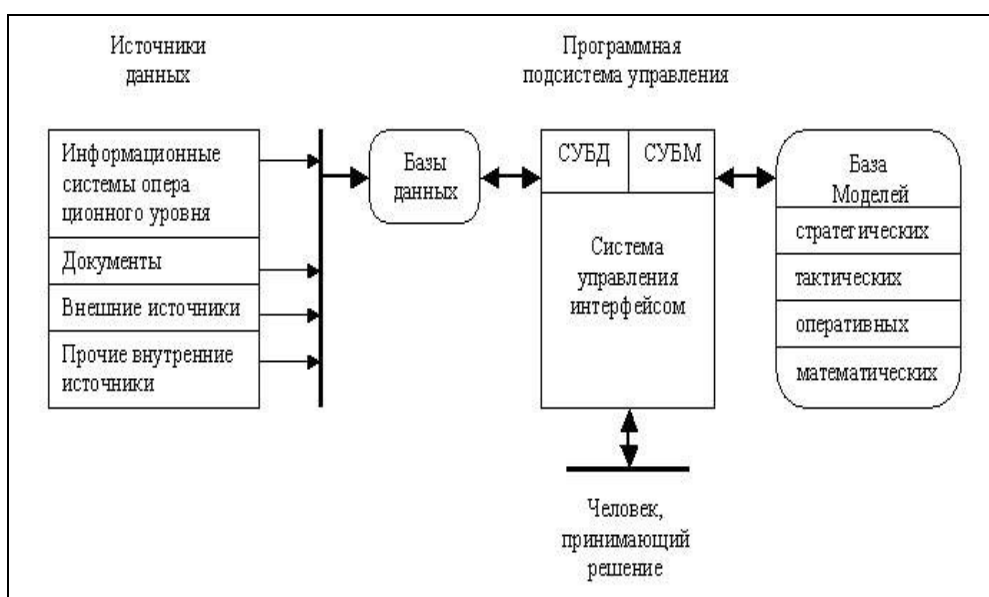 Источники
данных
Программная
подсистема управления
Информационные
системы опера
ционного уровня
Документы
Внешние источники
Прочие внутренние
источники
Базы
данных
СУБД
СУБМ
Система
управления
интерфейсом
База
Моделей
стратегических
тактических
оперативных
математических
Человек,
принимающий
решение